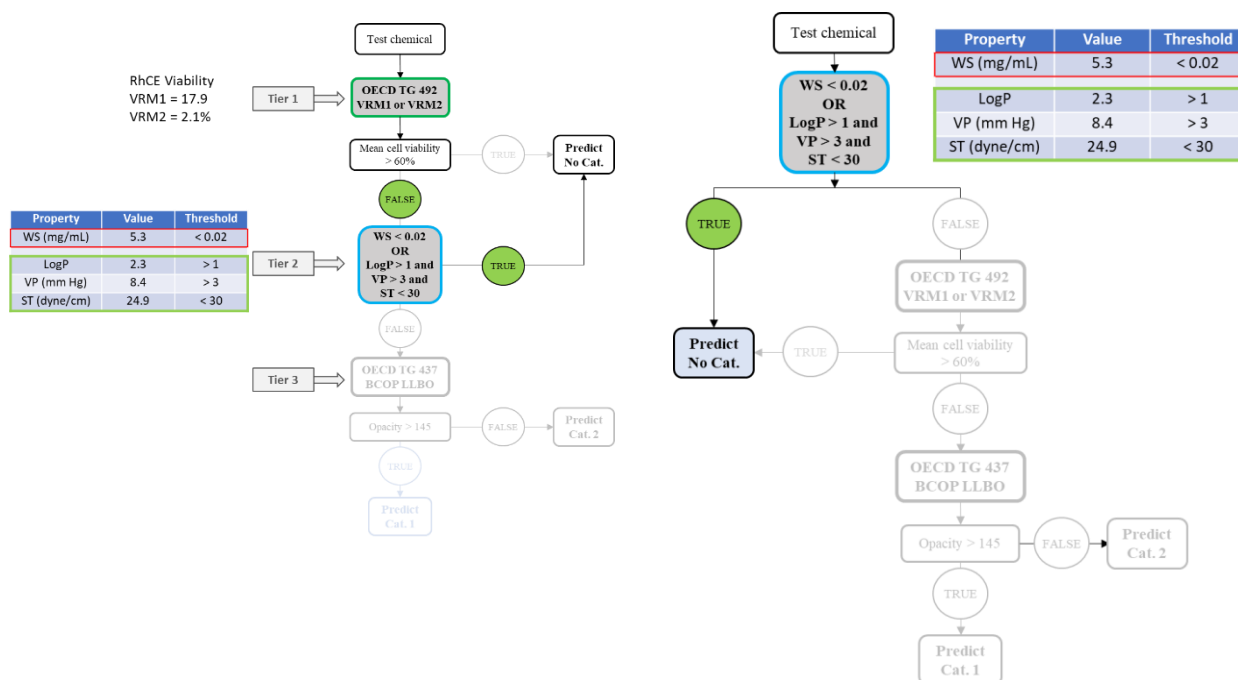 Test chemical
RhCE Viability
VRM1 = 17.9
VRM2 = 2.1%
Tier 1
OECD TG 492
VRM1 or VRM2
Mean cell viability
> 60%
TRUE
Predict
No Cat.
FALSE
Property Value Threshold
WS (mg/mL) 5.3 < 0.02
LogP 2.3 > 1
VP (mm Hg) 8.4 > 3
ST (dyne/cm) 24.9 < 30
Tier 2
WS < 0.02
OR
LogP > 1 and
VP > 3 and
ST < 30
TRUE
FALSE
Tier 3
OECD TG 437
BCOP LLBO
Opacity > 145
FALSE
Predict
Cat. 2
TRUE
Predict
Cat. 1
Test chemical
WS < 0.02
OR
LogP > 1 and
VP > 3 and
ST < 30
Property Value Threshold
WS (mg/mL) 5.3 < 0.02
LogP 2.3 > 1
VP (mm Hg) 8.4 > 3
ST (dyne/cm) 24.9 < 30
TRUE
FALSE
OECD TG 492
VRM1 or VRM2
Predict
No Cat.
TRUE
Mean cell viability
> 60%
FALSE
OECD TG 437
BCOP LLBO
Opacity > 145
FALSE
Predict
Cat. 2
TRUE
Predict
Cat. 1